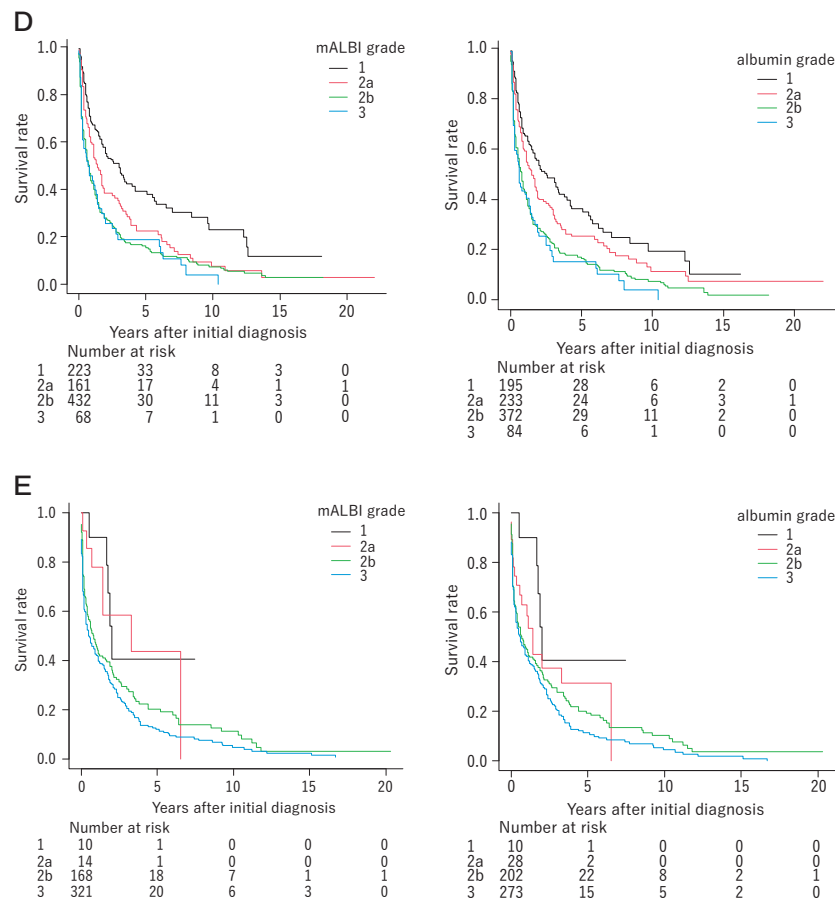 D
mALBI grade
1
2a
2b
3
Survival rate
1.0
0.8
0.6
0.4
0.2
0.0
0 5 10 15 20
Years after initial diagnosis
Number at risk
1 223 33 8 3 0
2a 161 17 4 1 1
2b 432 30 11 3 0
3 68 7 1 0 0
albumin grade
1
2a
2b
3
Survival rate
1.0
0.8
0.6
0.4
0.2
0.0
0 5 10 15 20
Years after initial diagnosis
Number at risk
1 195 28 6 2 0
2a 233 24 6 3 1
2b 372 29 11 2 0
3 84 6 1 0 0
E
mALBI grade
1
2a
2b
3
Survival rate
1.0
0.8
0.6
0.4
0.2
0.0
0 5 10 15 20
Years after initial diagnosis
Number at risk
1 10 1 0 0 0
2a 14 1 0 0 0
2b 168 18 7 1 1
3 321 20 6 3 0
albumin grade
1
2a
2b
3
Survival rate
1.0
0.8
0.6
0.4
0.2
0.0
0 5 10 15 20
Years after initial diagnosis
Number at risk
1 10 1 0 0 0
2a 28 2 0 0 0
2b 202 22 8 2 1
3 273 15 5 2 0